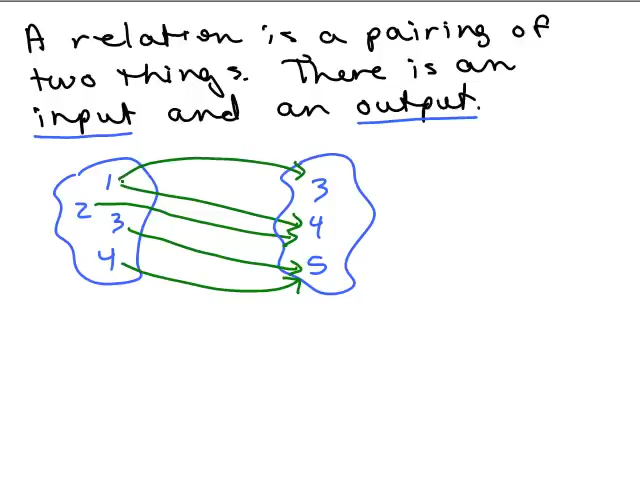 A relation is a pairing of
two things. There is an
input and an output.
1 3
2
3 4
4 5